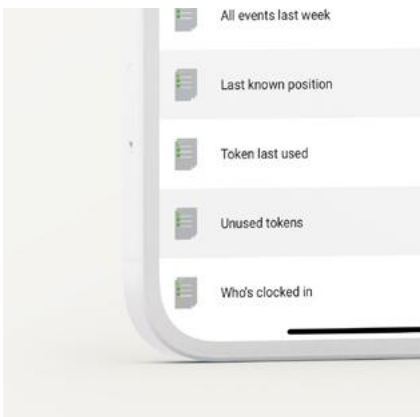 All events last week
Last known position
Token last used
Unused tokens
Who's clocked in